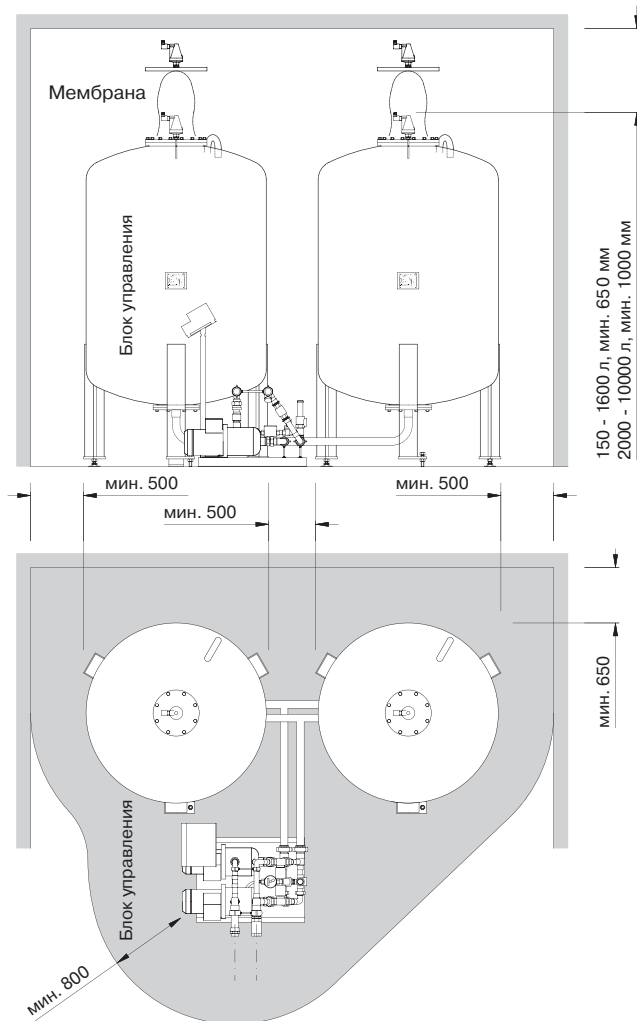 Мембрана
Блок управления
150 - 1600 л, мин. 650 мм
2000 - 10000 л, мин. 1000 мм
мин. 500
мин. 500
мин. 500
мин. 650
Блок управления
мин. 800